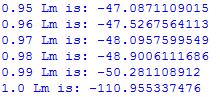 0.95 Lm is: -47.0871109015
0.96 Lm is: -47.5267564113
0.97 Lm is: -48.0957599549
0.98 Lm is: -48.9006111686
0.99 Lm is: -50.281108912
1.0 Lm is: -110.955337476